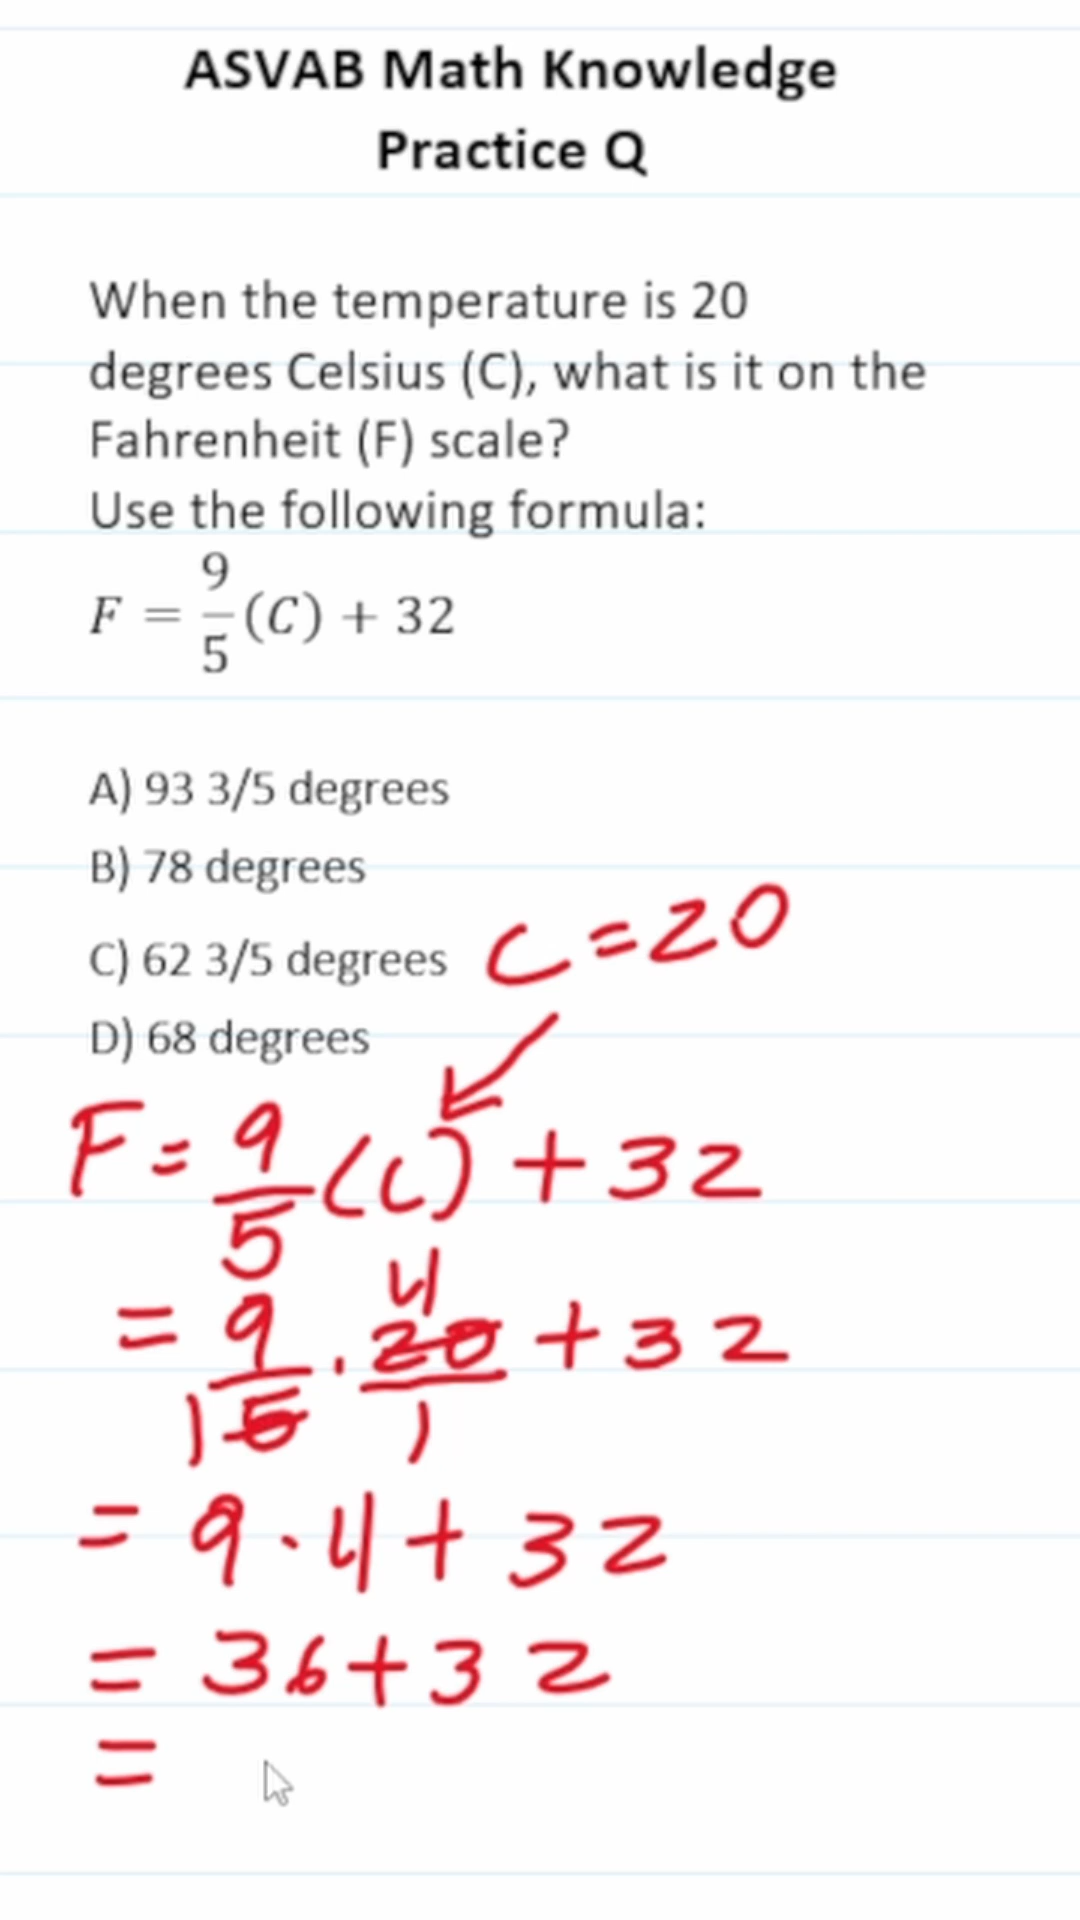 ASVAB Math Knowledge
Practice Q
When the temperature is 20
degrees Celsius (C), what is it on the
Fahrenheit (F) scale?
Use the following formula:
F = 9/5 (C) + 32
A) 93 3/5 degrees
B) 78 degrees
C) 62 3/5 degrees
D) 68 degrees
C = 20
F = 9/5 (C) + 32
4
= 9/5 · 20/1 + 32
1
= 9 · 4 + 32
= 36 + 32
=